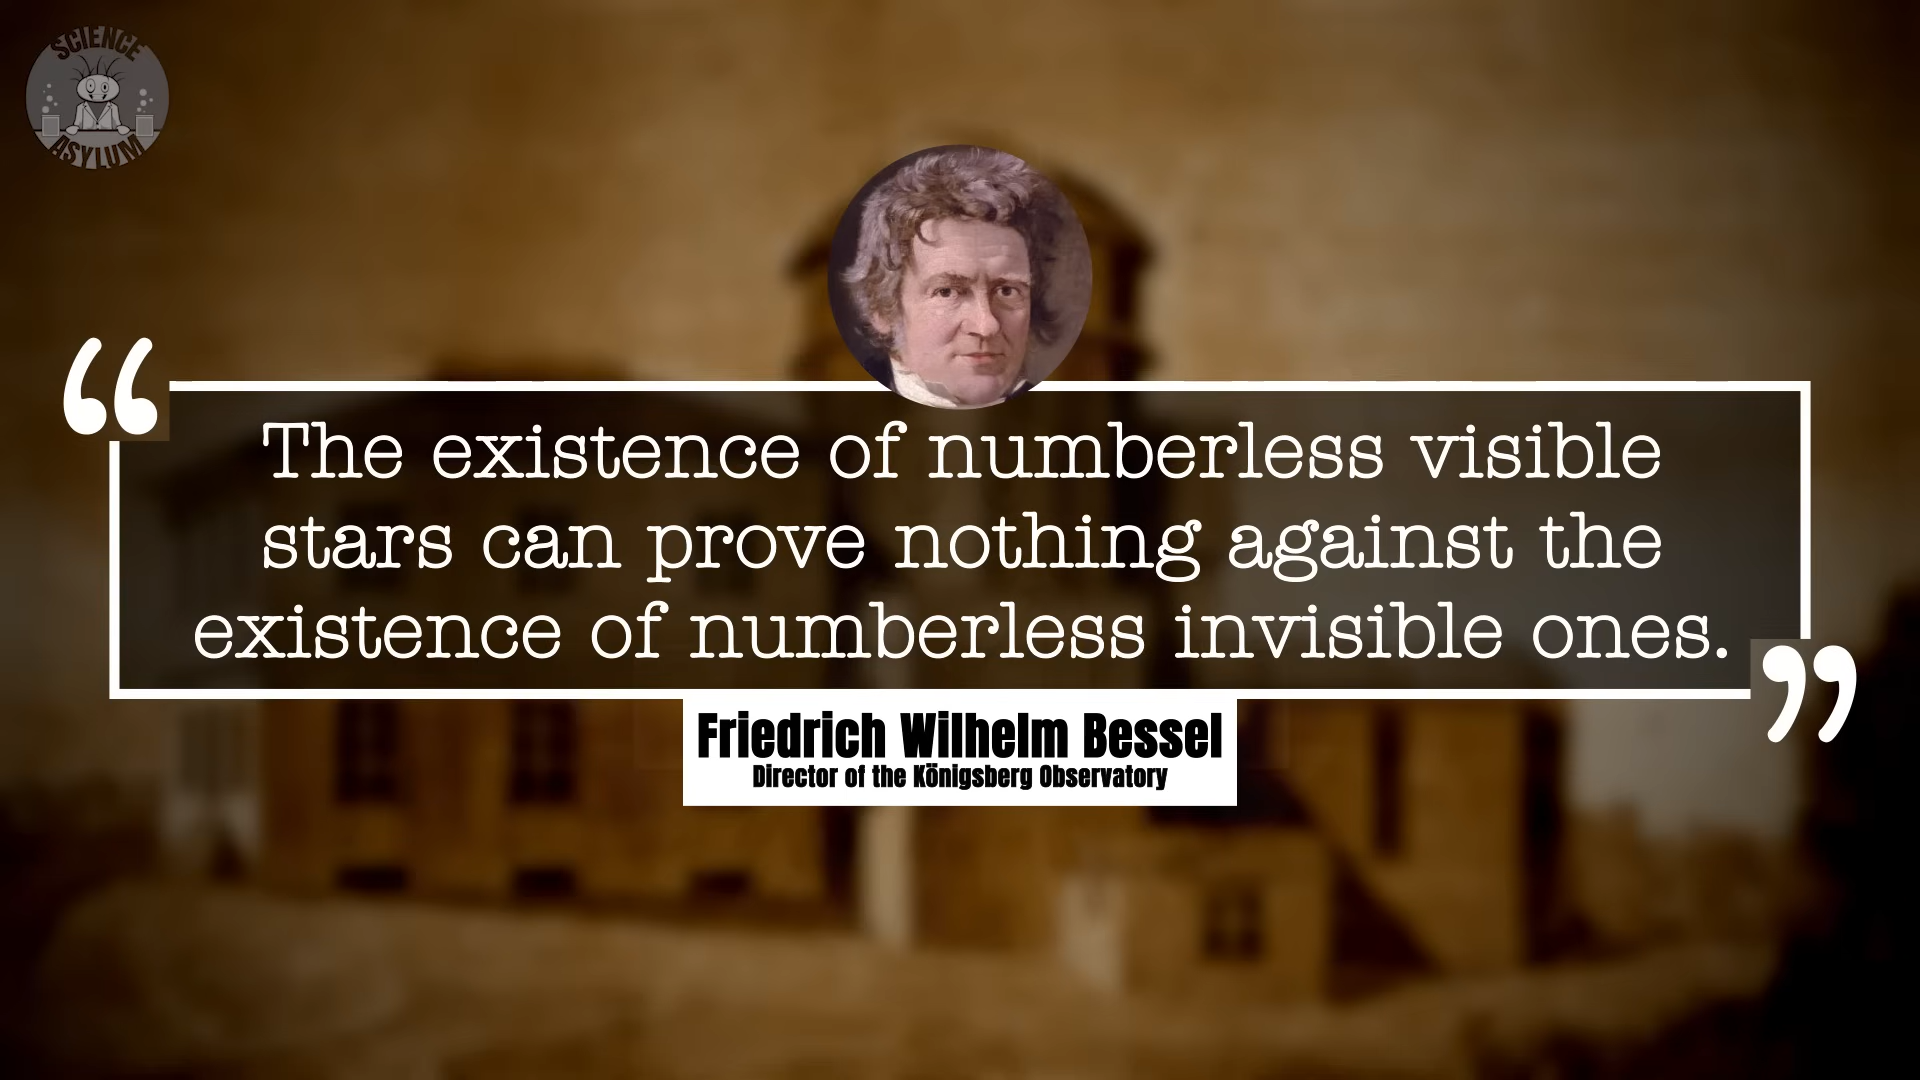 SCIENCE
ASYLUM
“The existence of numberless visible
stars can prove nothing against the
existence of numberless invisible ones.”
Friedrich Wilhelm Bessel
Director of the Königsberg Observatory